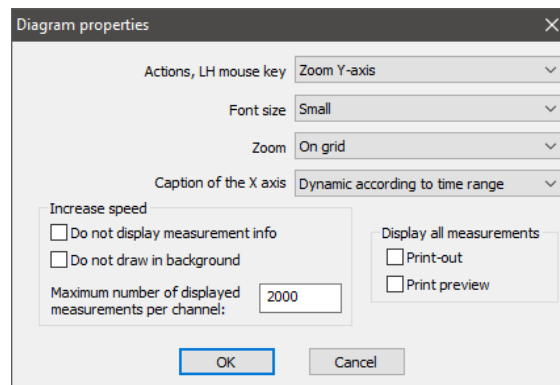 Diagram properties
Actions, LH mouse key Zoom Y-axis
Font size Small
Zoom On grid
Caption of the X axis Dynamic according to time range
Increase speed
Do not display measurement info
Do not draw in background
Maximum number of displayed
measurements per channel: 2000
Display all measurements
Print-out
Print preview
OK Cancel